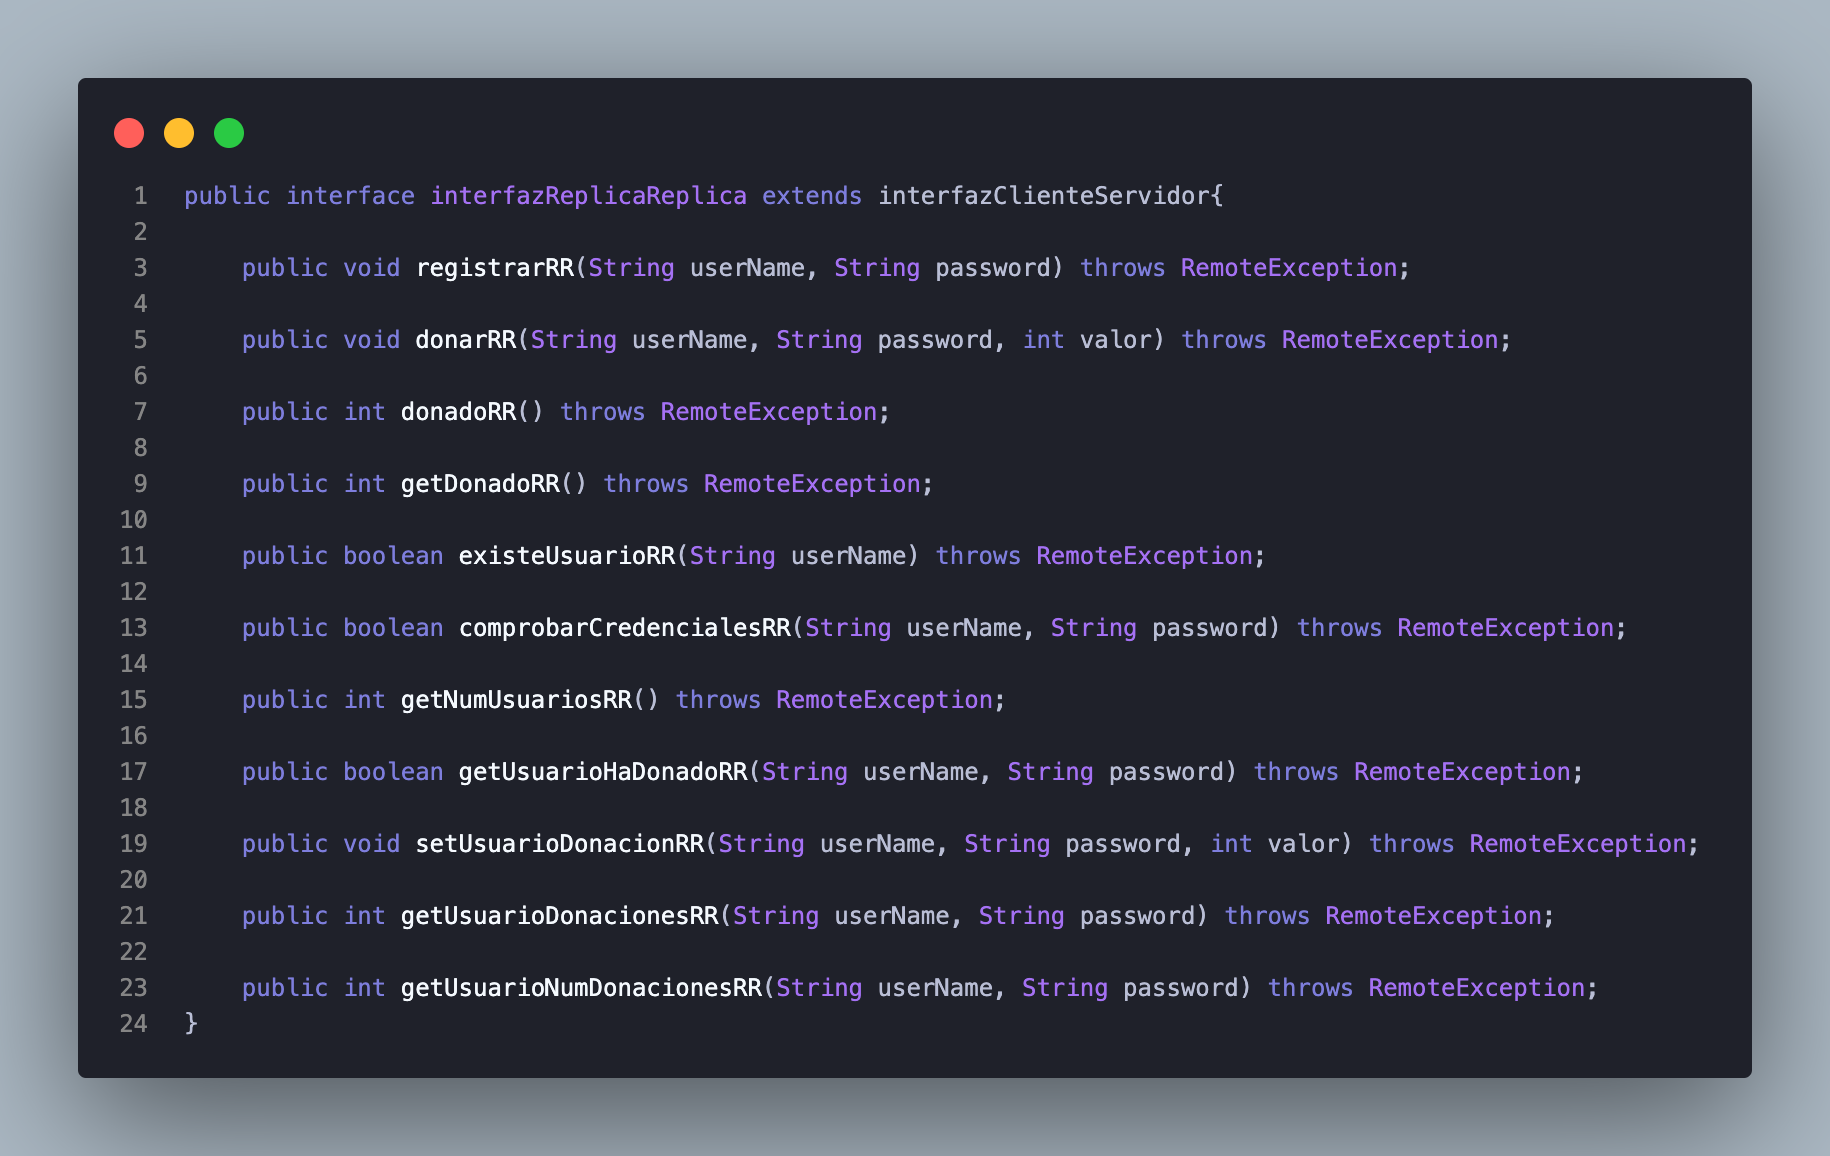 1 public interface interfazReplicaReplica extends interfazClienteServidor{
2
3 public void registrarRR(String userName, String password) throws RemoteException;
4
5 public void donarRR(String userName, String password, int valor) throws RemoteException;
6
7 public int donadoRR() throws RemoteException;
8
9 public int getDonadoRR() throws RemoteException;
10
11 public boolean existeUsuarioRR(String userName) throws RemoteException;
12
13 public boolean comprobarCredencialesRR(String userName, String password) throws RemoteException;
14
15 public int getNumUsuariosRR() throws RemoteException;
16
17 public boolean getUsuarioHaDonadoRR(String userName, String password) throws RemoteException;
18
19 public void setUsuarioDonacionRR(String userName, String password, int valor) throws RemoteException;
20
21 public int getUsuarioDonacionesRR(String userName, String password) throws RemoteException;
22
23 public int getUsuarioNumDonacionesRR(String userName, String password) throws RemoteException;
24 }